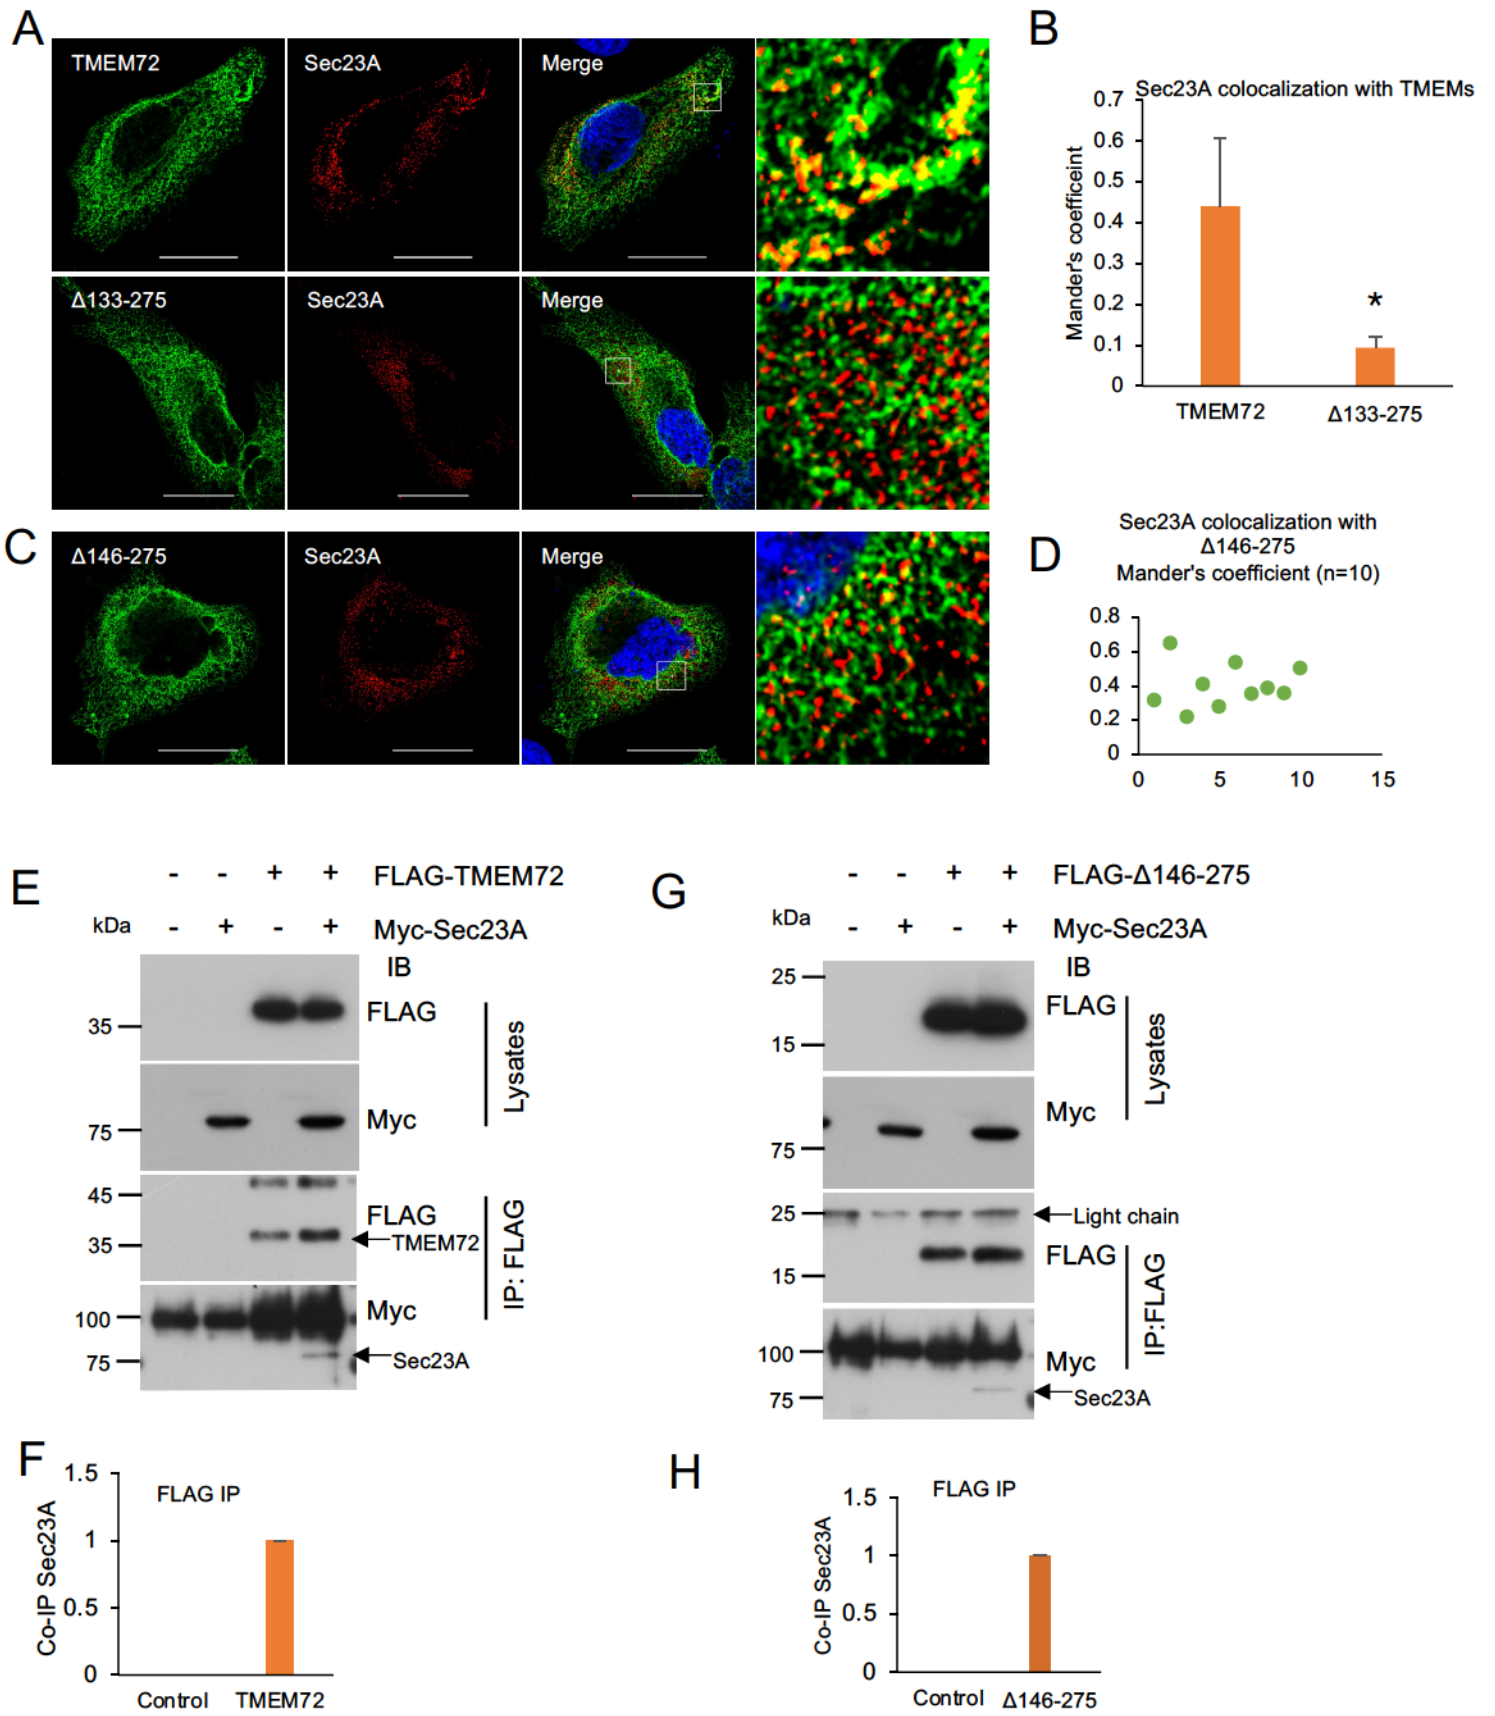 A
TMEM72
Sec23A
Merge
Δ133-275
Sec23A
Merge
B
Sec23A colocalization with TMEMs
Mander's coefficeint
0.7
0.6
0.5
0.4
0.3
0.2
0.1
0
*
TMEM72
Δ133-275
C
Δ146-275
Sec23A
Merge
D
Sec23A colocalization with
Δ146-275
Mander's coefficient (n=10)
0.8
0.6
0.4
0.2
0
0 5 10 15
E
- - + + FLAG-TMEM72
kDa - + - + Myc-Sec23A
IB
35 FLAG
75 Myc
Lysates
45
FLAG
35 TMEM72
100 Myc
75 Sec23A
IP: FLAG
G
- - + + FLAG-Δ146-275
kDa - + - + Myc-Sec23A
IB
25
FLAG
15
Myc
75
Lysates
25 Light chain
FLAG
15
100 Myc
75 Sec23A
IP:FLAG
F
FLAG IP
Co-IP Sec23A
1.5
1
0.5
0
Control TMEM72
H
FLAG IP
Co-IP Sec23A
1.5
1
0.5
0
Control Δ146-275